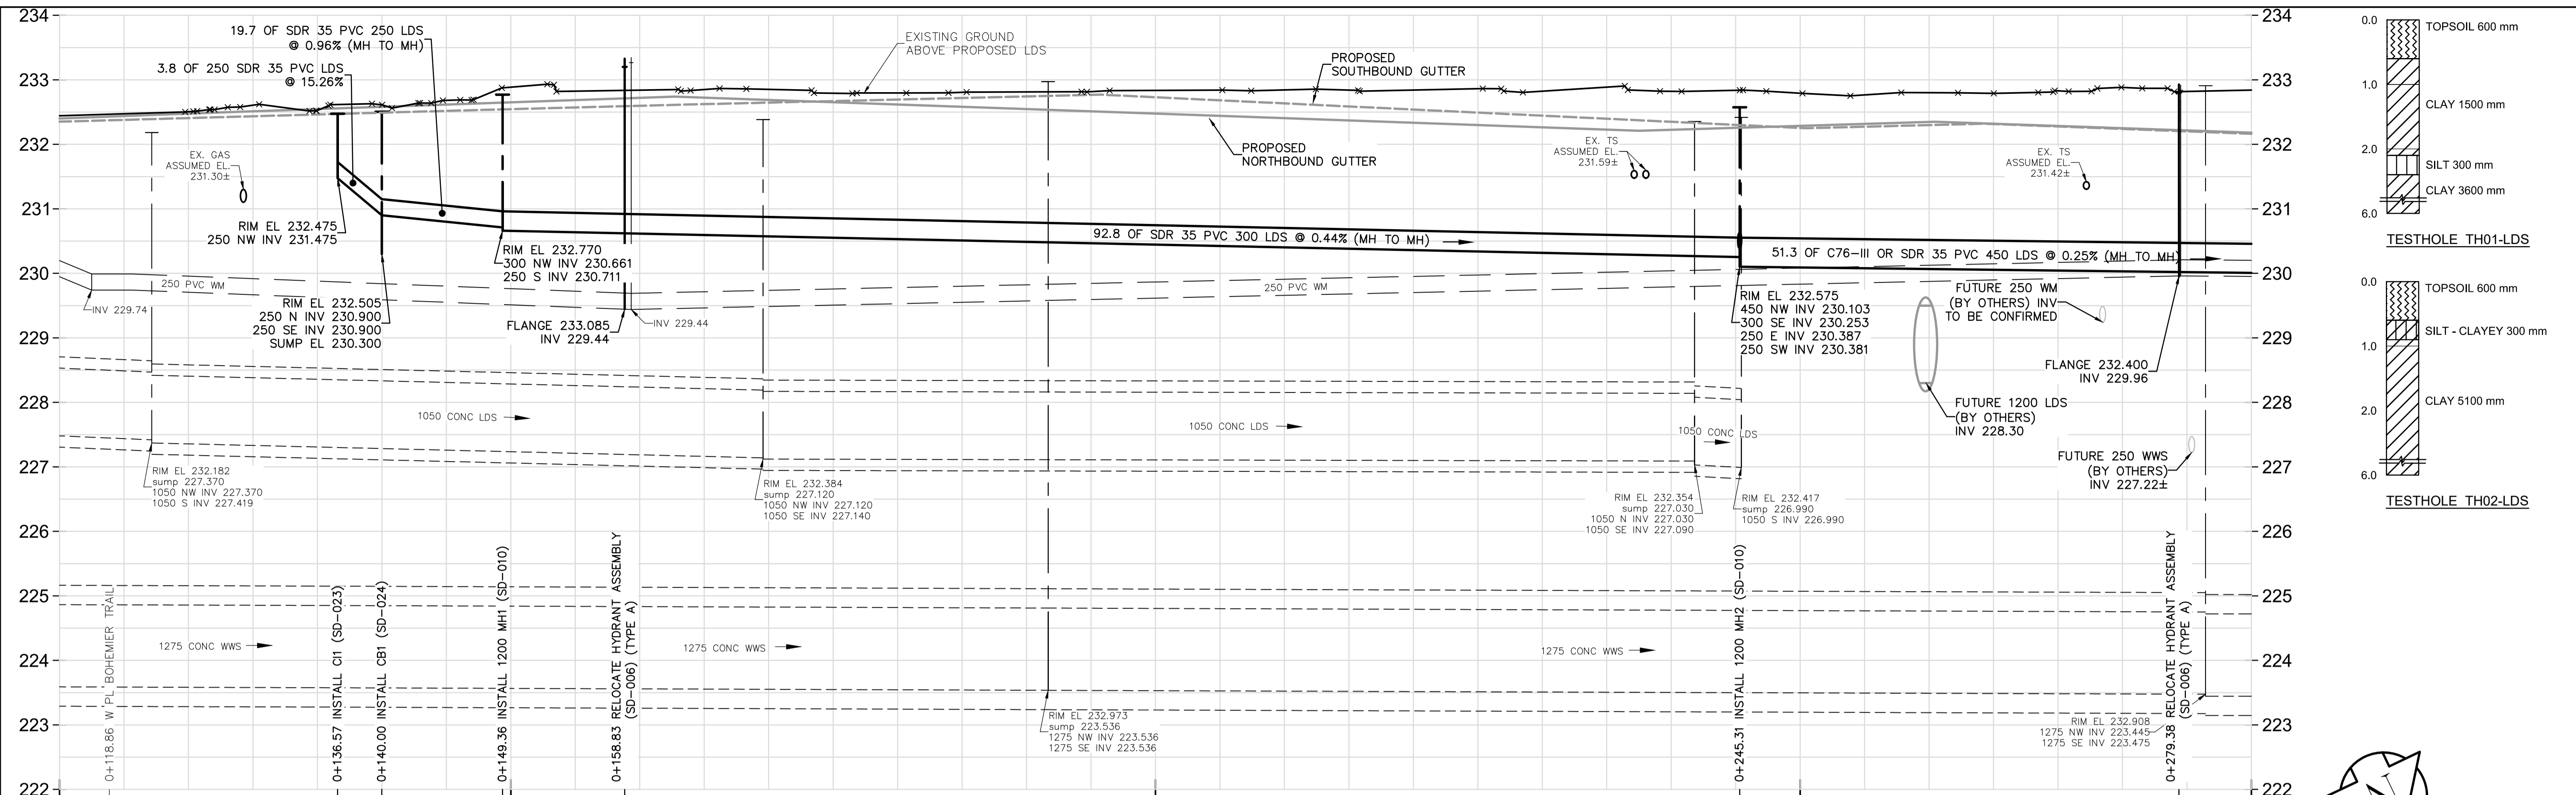 234
233
232
231
230
229
228
227
226
225
224
223
222
19.7 OF SDR 35 PVC 250 LDS
@ 0.96% (MH TO MH)
3.8 OF 250 SDR 35 PVC LDS
@ 15.26%
EXISTING GROUND
ABOVE PROPOSED LDS
PROPOSED
SOUTHBOUND GUTTER
PROPOSED
NORTHBOUND GUTTER
EX. GAS
ASSUMED EL.
231.30±
EX. TS
ASSUMED EL.
231.59±
EX. TS
ASSUMED EL.
231.42±
RIM EL 232.475
250 NW INV 231.475
RIM EL 232.770
300 NW INV 230.661
250 S INV 230.711
92.8 OF SDR 35 PVC 300 LDS @ 0.44% (MH TO MH)
51.3 OF C76-III OR SDR 35 PVC 450 LDS @ 0.25% (MH TO MH)
250 PVC WM
INV 229.74
RIM EL 232.505
250 N INV 230.900
250 SE INV 230.900
SUMP EL 230.300
FLANGE 233.085
INV 229.44
INV 229.44
250 PVC WM
RIM EL 232.575
450 NW INV 230.103
300 SE INV 230.253
250 E INV 230.387
250 SW INV 230.381
FUTURE 250 WM
(BY OTHERS) INV
TO BE CONFIRMED
FLANGE 232.400
INV 229.96
FUTURE 1200 LDS
(BY OTHERS)
INV 228.30
FUTURE 250 WWS
(BY OTHERS)
INV 227.22±
1050 CONC LDS
1050 CONC LDS
1050 CONC LDS
RIM EL 232.182
sump 227.370
1050 NW INV 227.370
1050 S INV 227.419
RIM EL 232.384
sump 227.120
1050 NW INV 227.120
1050 SE INV 227.140
RIM EL 232.354
sump 227.030
1050 N INV 227.030
1050 SE INV 227.090
RIM EL 232.417
sump 226.990
1050 S INV 226.990
1275 CONC WWS
1275 CONC WWS
1275 CONC WWS
RIM EL 232.973
sump 223.536
1275 NW INV 223.536
1275 SE INV 223.536
RIM EL 232.908
1275 NW INV 223.445
1275 SE INV 223.475
0+118.86 W PL BOHEMIER TRAIL
0+136.57 INSTALL CI1 (SD-023)
0+140.00 INSTALL CB1 (SD-024)
0+149.36 INSTALL 1200 MH1 (SD-010)
0+158.83 RELOCATE HYDRANT ASSEMBLY
(SD-006) (TYPE A)
0+245.31 INSTALL 1200 MH2 (SD-010)
0+279.38 RELOCATE HYDRANT ASSEMBLY
(SD-006) (TYPE A)
234
233
232
231
230
229
228
227
226
225
224
223
222
0.0
TOPSOIL 600 mm
1.0
CLAY 1500 mm
2.0
SILT 300 mm
CLAY 3600 mm
6.0
TESTHOLE TH01-LDS
0.0
TOPSOIL 600 mm
SILT - CLAYEY 300 mm
1.0
CLAY 5100 mm
2.0
6.0
TESTHOLE TH02-LDS